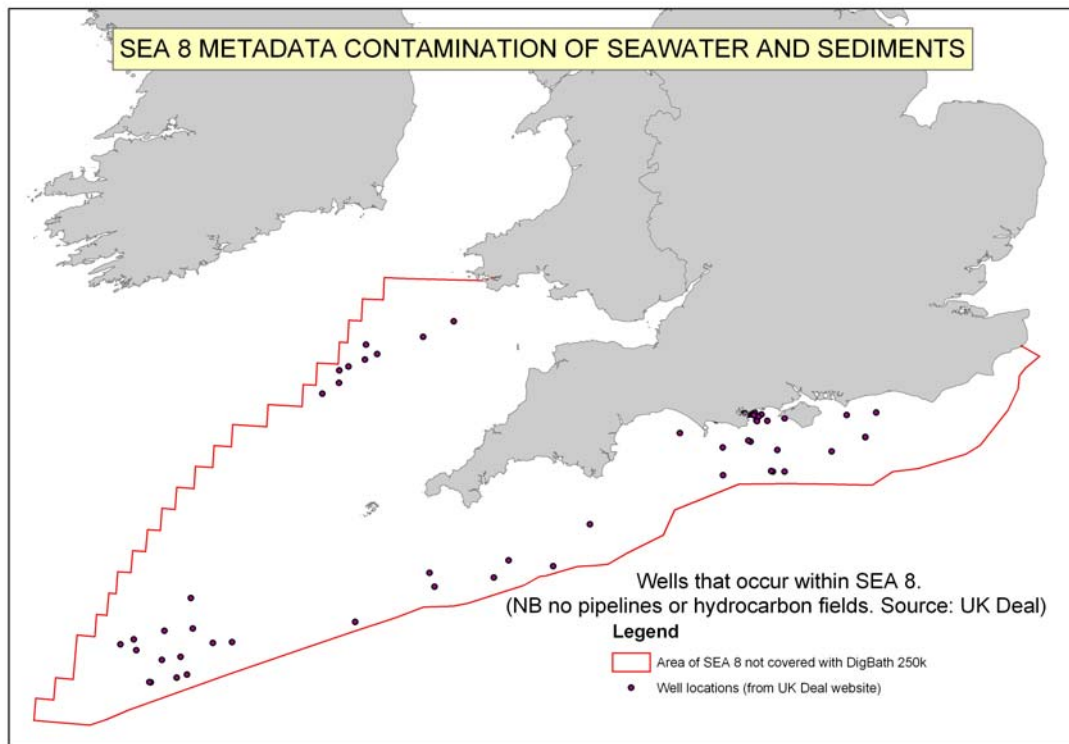 SEA 8 METADATA CONTAMINATION OF SEAWATER AND SEDIMENTS
Wells that occur within SEA 8.
(NB no pipelines or hydrocarbon fields. Source: UK Deal)
Legend
Area of SEA 8 not covered with DigBath 250k
Well locations (from UK Deal website)